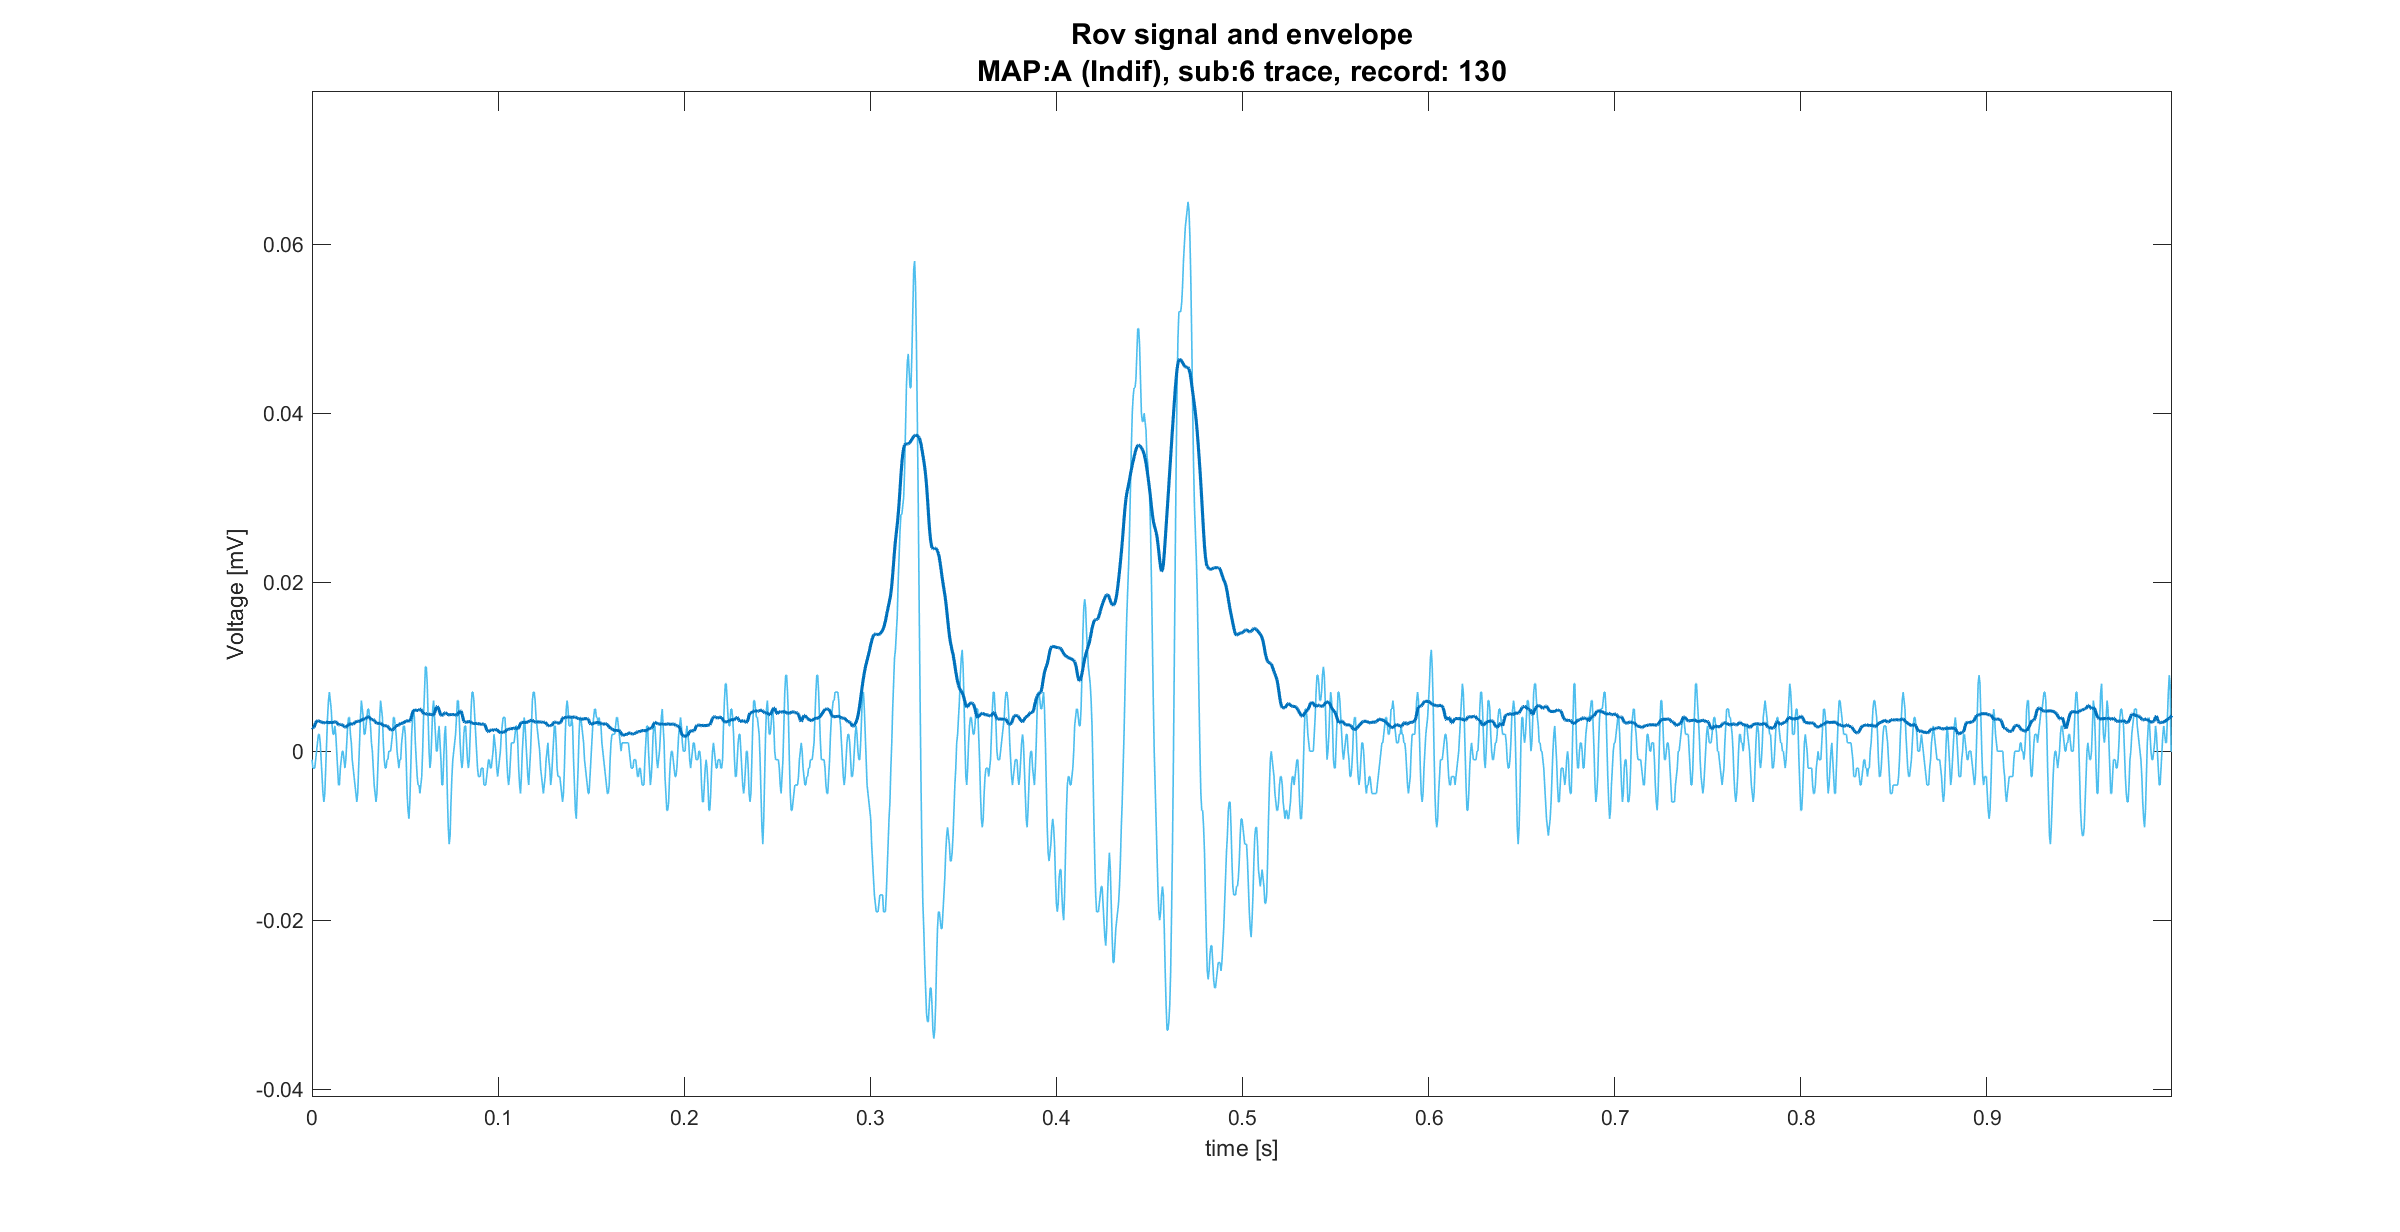 Rov signal and envelope
MAP:A (Indif), sub:6 trace, record: 130
Voltage [mV]
0.06
0.04
0.02
0
-0.02
-0.04
0 0.1 0.2 0.3 0.4 0.5 0.6 0.7 0.8 0.9
time [s]